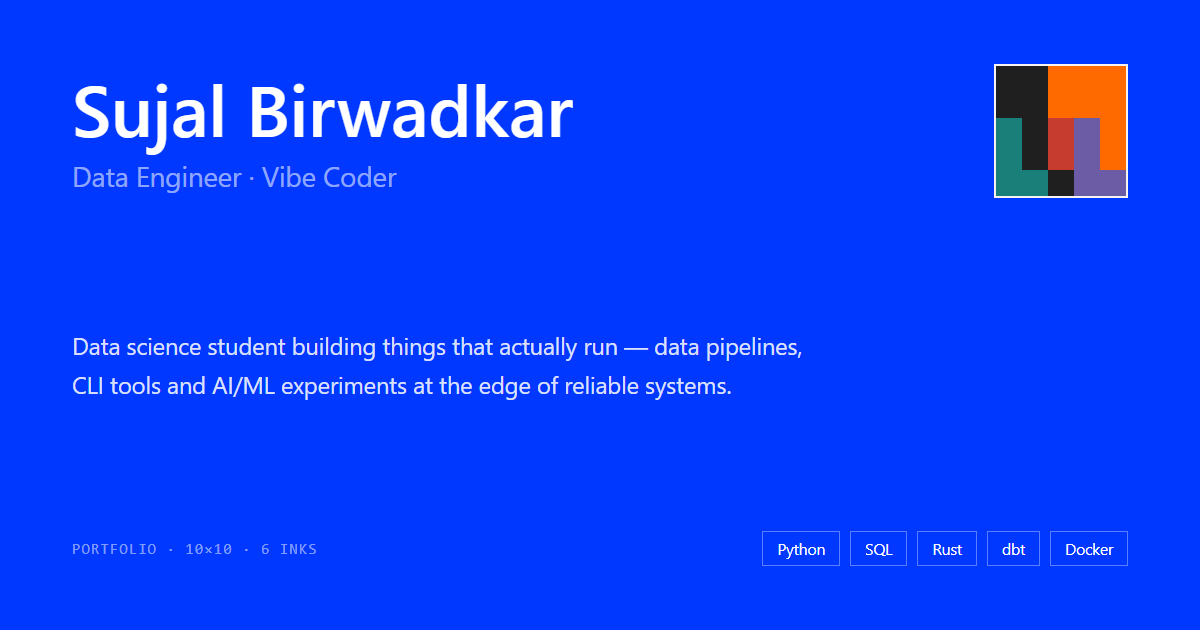 Sujal Birwadkar
Data Engineer · Vibe Coder
Data science student building things that actually run — data pipelines,
CLI tools and AI/ML experiments at the edge of reliable systems.
PORTFOLIO · 10×10 · 6 INKS
Python
SQL
Rust
dbt
Docker